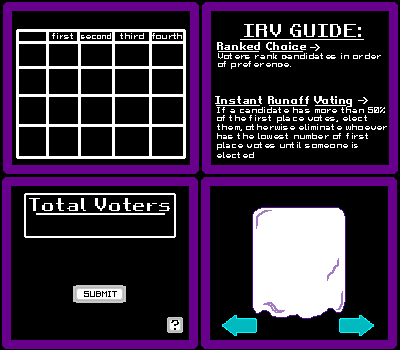 first second third fourth
IRV GUIDE:
Ranked Choice →
Voters rank candidates in order
of preference.
Instant Runoff Voting →
If a candidate has more than 50%
of the first place votes, elect
them, otherwise eliminate whoever
has the lowest number of first
place votes until someone is
elected
Total Voters
SUBMIT
?